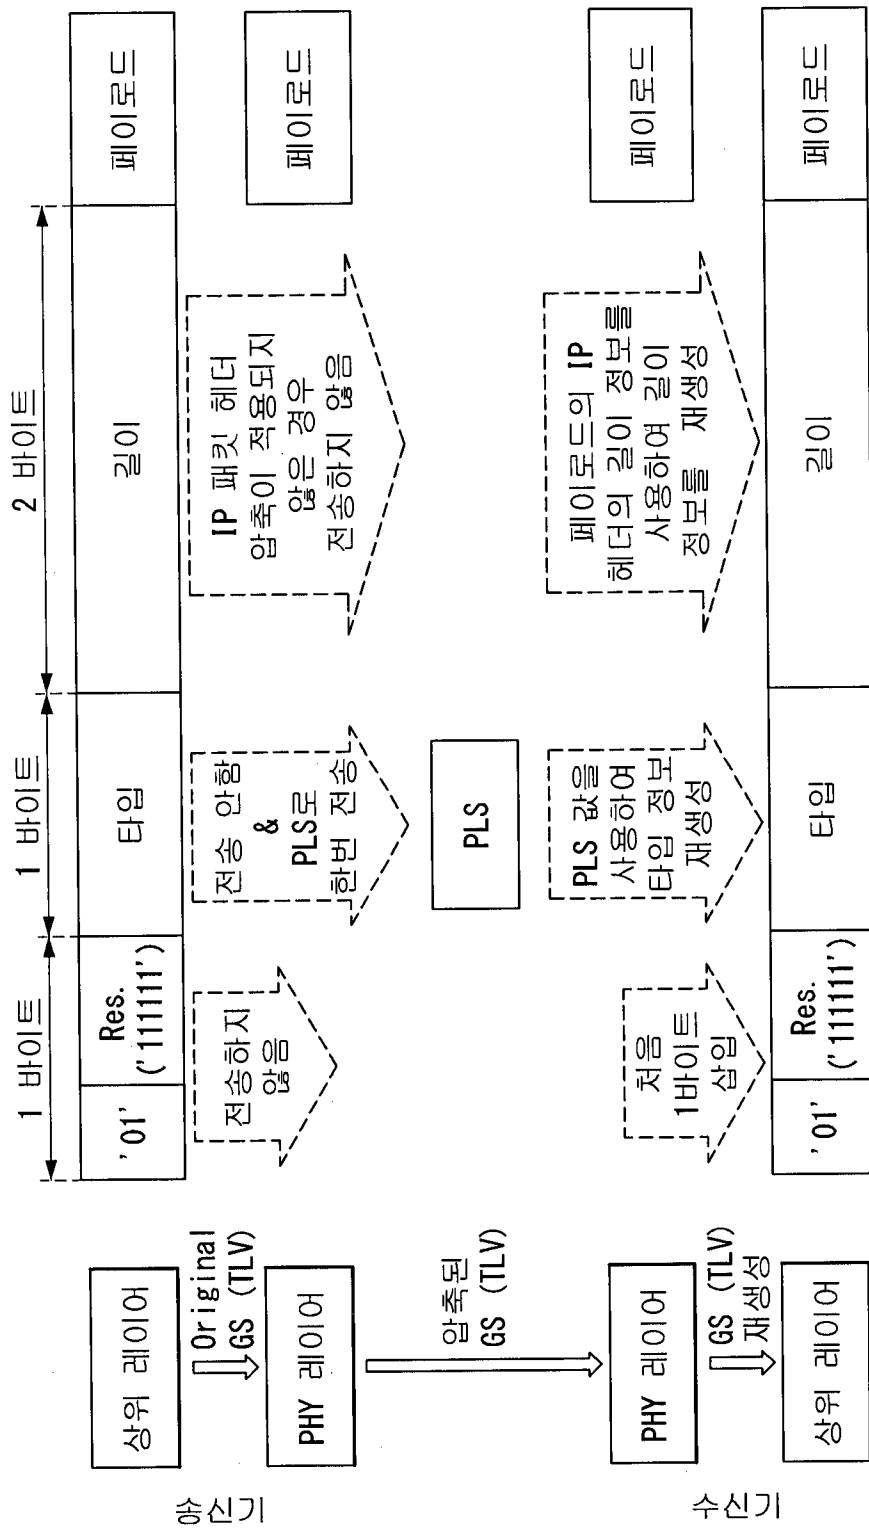 1 바이트
1 바이트
2 바이트
'01'
Res.
('111111')
타입
길이
페이로드
송신기
상위 레이어
Original
GS (TLV)
PHY 레이어
전송하지
않음
전송 안함
&
PLS로
한번 전송
IP 패킷 헤더
압축이 적용되지
않은 경우
전송하지 않음
페이로드
압축된
GS (TLV)
PLS
수신기
PHY 레이어
GS (TLV)
재생성
상위 레이어
처음
1바이트
삽입
PLS 값을
사용하여
타입 정보
재생성
페이로드의 IP
헤더의 길이 정보를
사용하여 길이
정보를 재생성
페이로드
'01'
Res.
('111111')
타입
길이
페이로드